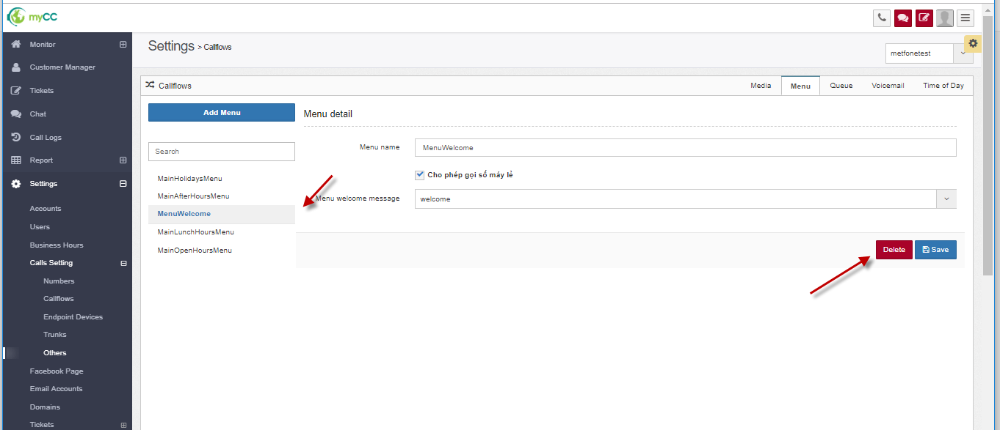 myCC
Monitor
Customer Manager
Tickets
Chat
Call Logs
Report
Settings
Accounts
Users
Business Hours
Calls Setting
Numbers
Callflows
Endpoint Devices
Trunks
Others
Facebook Page
Email Accounts
Domains
Tickets
Settings > Callflows
metfonetest
Callflows
Media
Menu
Queue
Voicemail
Time of Day
Add Menu
Search
MainHolidaysMenu
MainAfterHoursMenu
MenuWelcome
MainLunchHoursMenu
MainOpenHoursMenu
Menu detail
Menu name
MenuWelcome
Cho phép gọi số máy lẻ
Menu welcome message
welcome
Delete
Save